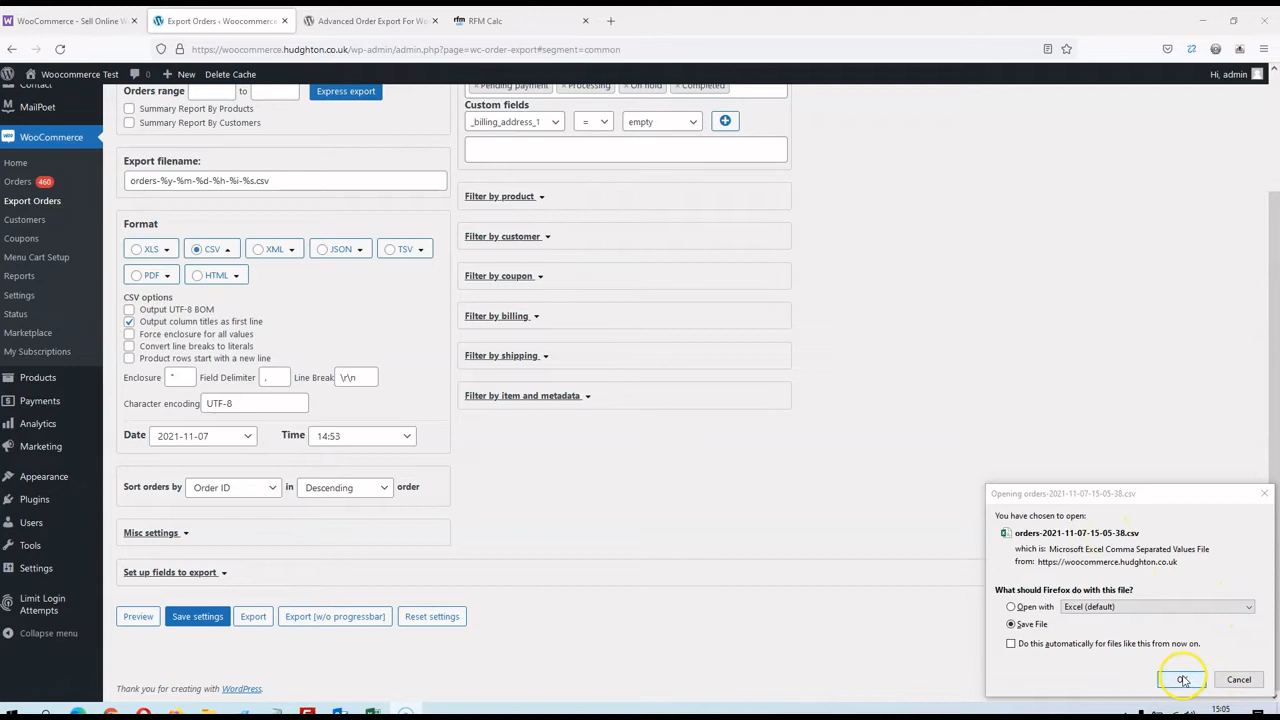 WooCommerce - Sell Online W
Export Orders ‹ Woocommerce
Advanced Order Export For Wo
rfm
calc
RFM Calc
https://woocommerce.hudghton.co.uk/wp-admin/admin.php?page=wc-order-export#segment=common
Woocommerce Test
0
New
Delete Cache
Hi, admin
Contact
MailPoet
WooCommerce
Home
Orders 460
Export Orders
Customers
Coupons
Menu Cart Setup
Reports
Settings
Status
Marketplace
My Subscriptions
Products
Payments
Analytics
Marketing
Appearance
Plugins
Users
Tools
Settings
Limit Login
Attempts
Collapse menu
Orders range to Express export
Summary Report By Products
Summary Report By Customers
Export filename:
orders-%y-%m-%d-%h-%i-%s.csv
Format
XLS CSV XML JSON TSV
PDF HTML
CSV options
Output UTF-8 BOM
Output column titles as first line
Force enclosure for all values
Convert line breaks to literals
Product rows start with a new line
Enclosure " Field Delimiter , Line Break \r\n
Character encoding UTF-8
Date 2021-11-07 Time 14:53
Sort orders by Order ID in Descending order
Misc settings
Set up fields to export
Preview Save settings Export Export [w/o progressbar] Reset settings
Thank you for creating with WordPress.
×Pending payment ×Processing ×On hold ×Completed
Custom fields
_billing_address_1 = empty
Filter by product
Filter by customer
Filter by coupon
Filter by billing
Filter by shipping
Filter by item and metadata
Opening orders-2021-11-07-15-05-38.csv
You have chosen to open:
orders-2021-11-07-15-05-38.csv
which is: Microsoft Excel Comma Separated Values File
from: https://woocommerce.hudghton.co.uk
What should Firefox do with this file?
Open with Excel (default)
Save File
Do this automatically for files like this from now on.
Cancel
15:05